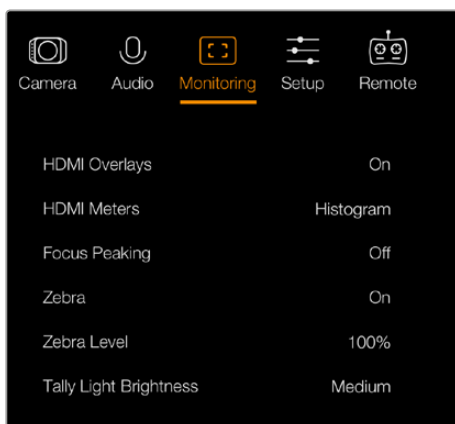 Camera Audio Monitoring Setup Remote
HDMI Overlays On
HDMI Meters Histogram
Focus Peaking Off
Zebra On
Zebra Level 100%
Tally Light Brightness Medium